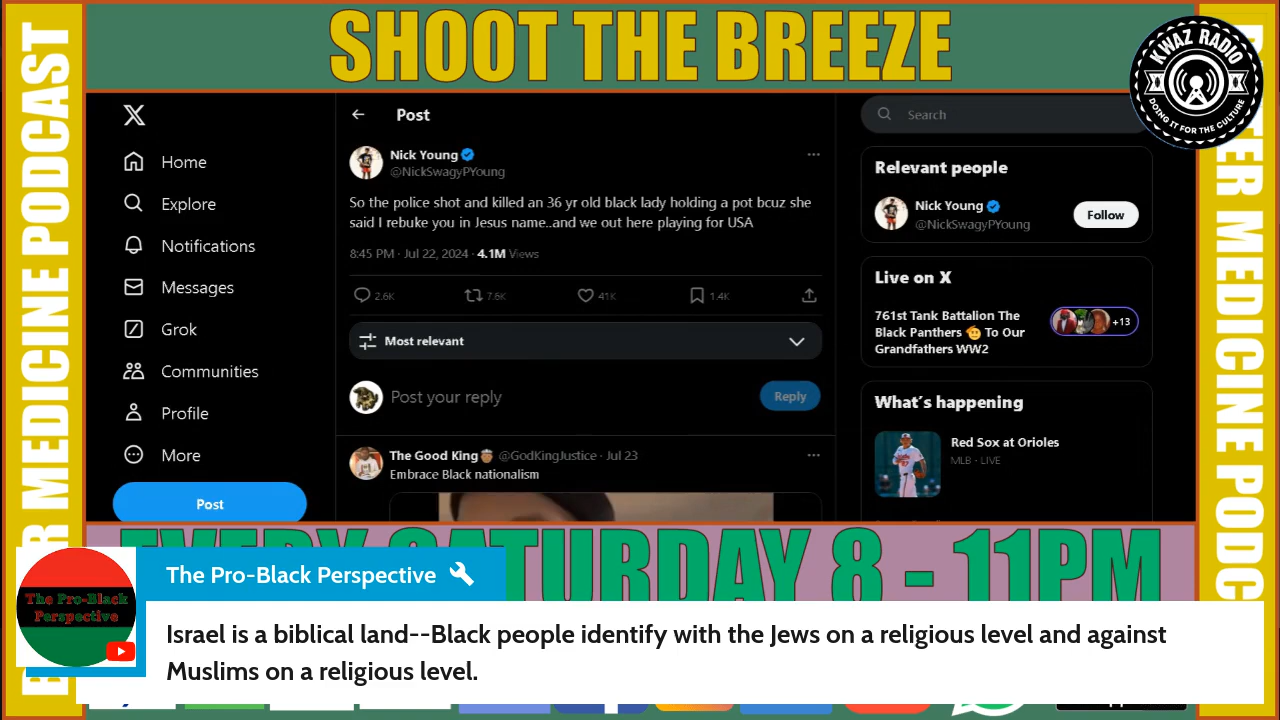 SHOOT THE BREEZE
KWAZ RADIO
DOING IT FOR THE CULTURE
MEDICINE PODCAST
Post
Search
Home
Explore
Notifications
Messages
Grok
Communities
Profile
More
Post
Nick Young
@NickSwagyPYoung
So the police shot and killed an 36 yr old black lady holding a pot bcuz she
said I rebuke you in Jesus name..and we out here playing for USA
8:45 PM · Jul 22, 2024 · 4.1M Views
2.6K 7.6K 41K 1.4K
Most relevant
Post your reply
Reply
The Good King @GodKingJustice · Jul 23
Embrace Black nationalism
Relevant people
Nick Young
@NickSwagyPYoung
Follow
Live on X
761st Tank Battalion The
Black Panthers To Our
Grandfathers WW2
+13
What's happening
Red Sox at Orioles
MLB · LIVE
MEDICINE
EVERY SATURDAY 8 - 11PM
The Pro-Black
Perspective
The Pro-Black Perspective
Israel is a biblical land--Black people identify with the Jews on a religious level and against
Muslims on a religious level.